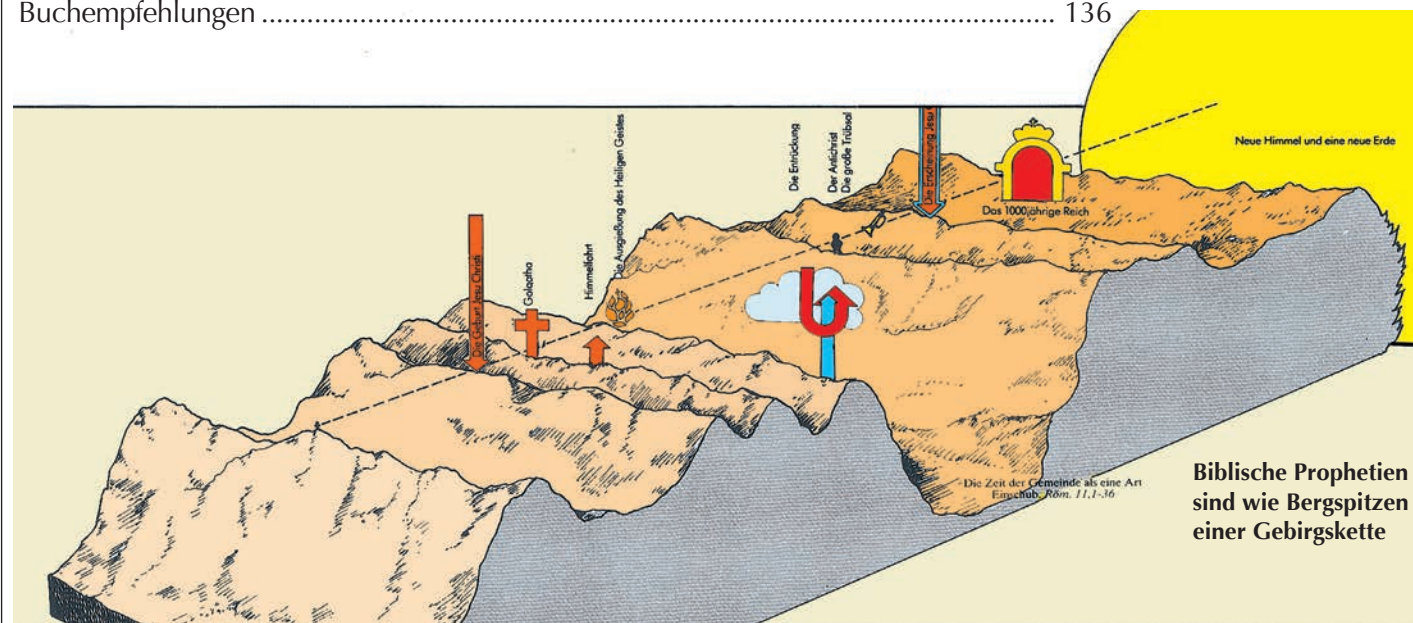 Buchempfehlungen ........................................................................................ 136
Die Geburt Jesu Christi
Golgotha
Himmelfahrt
Die Ausgießung des Heiligen Geistes
Die Entrückung
Der Antichrist
Die große Trübsal
Die Erscheinung Jesu
Das 1000jährige Reich
Neue Himmel und eine neue Erde
Die Zeit der Gemeinde als eine Art
Einschub. Röm. 11,1-36
Biblische Prophetien
sind wie Bergspitzen
einer Gebirgskette